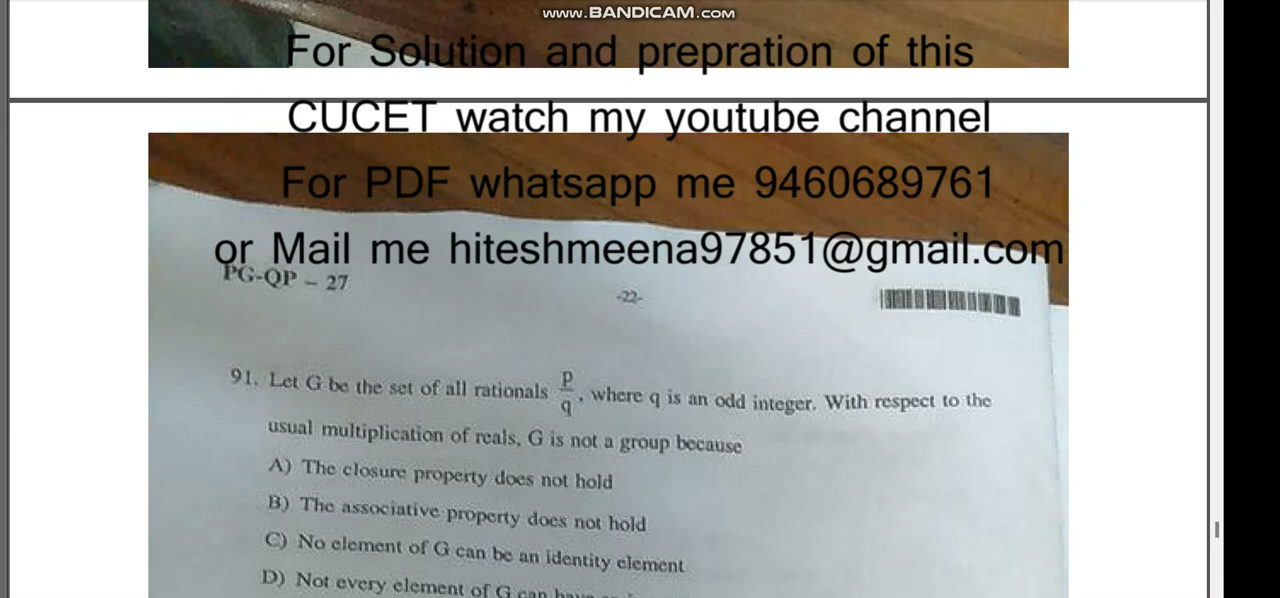 www.BANDICAM.com
For Solution and prepration of this
CUCET watch my youtube channel
For PDF whatsapp me 9460689761
or Mail me hiteshmeena97851@gmail.com
PG-QP – 27
-22-
91. Let G be the set of all rationals p/q, where q is an odd integer. With respect to the
usual multiplication of reals, G is not a group because
A) The closure property does not hold
B) The associative property does not hold
C) No element of G can be an identity element
D) Not every element of G can have